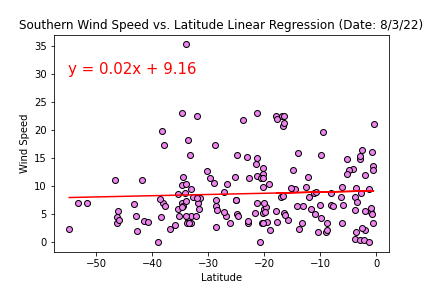 Southern Wind Speed vs. Latitude Linear Regression (Date: 8/3/22)
35
y = 0.02x + 9.16
30
25
20
Wind Speed
15
10
5
0
−50 −40 −30 −20 −10 0
Latitude